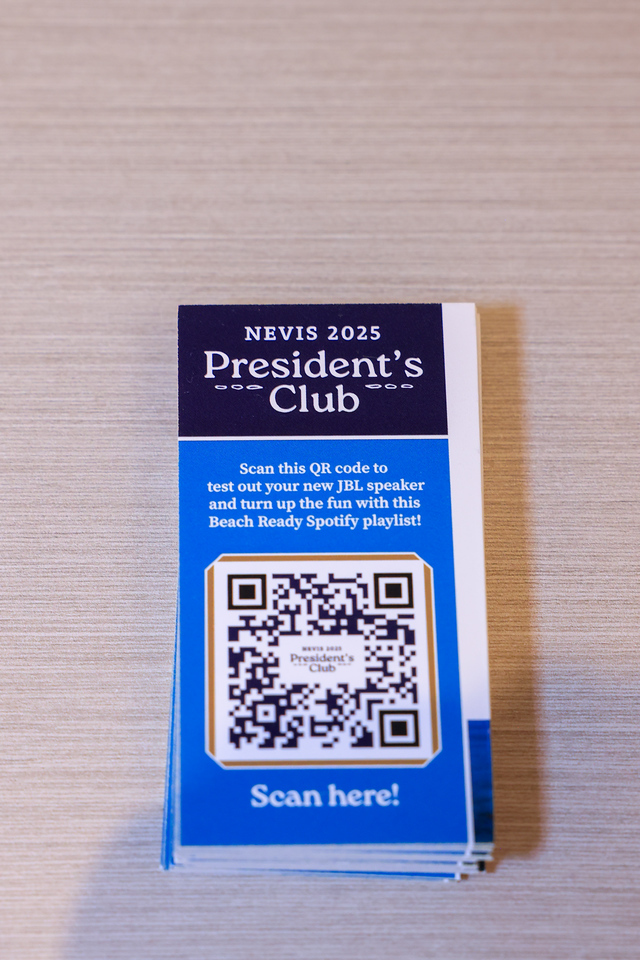 NEVIS 2025
President's
Club
Scan this QR code to
test out your new JBL speaker
and turn up the fun with this
Beach Ready Spotify playlist!
NEVIS 2025
President's
Club
Scan here!